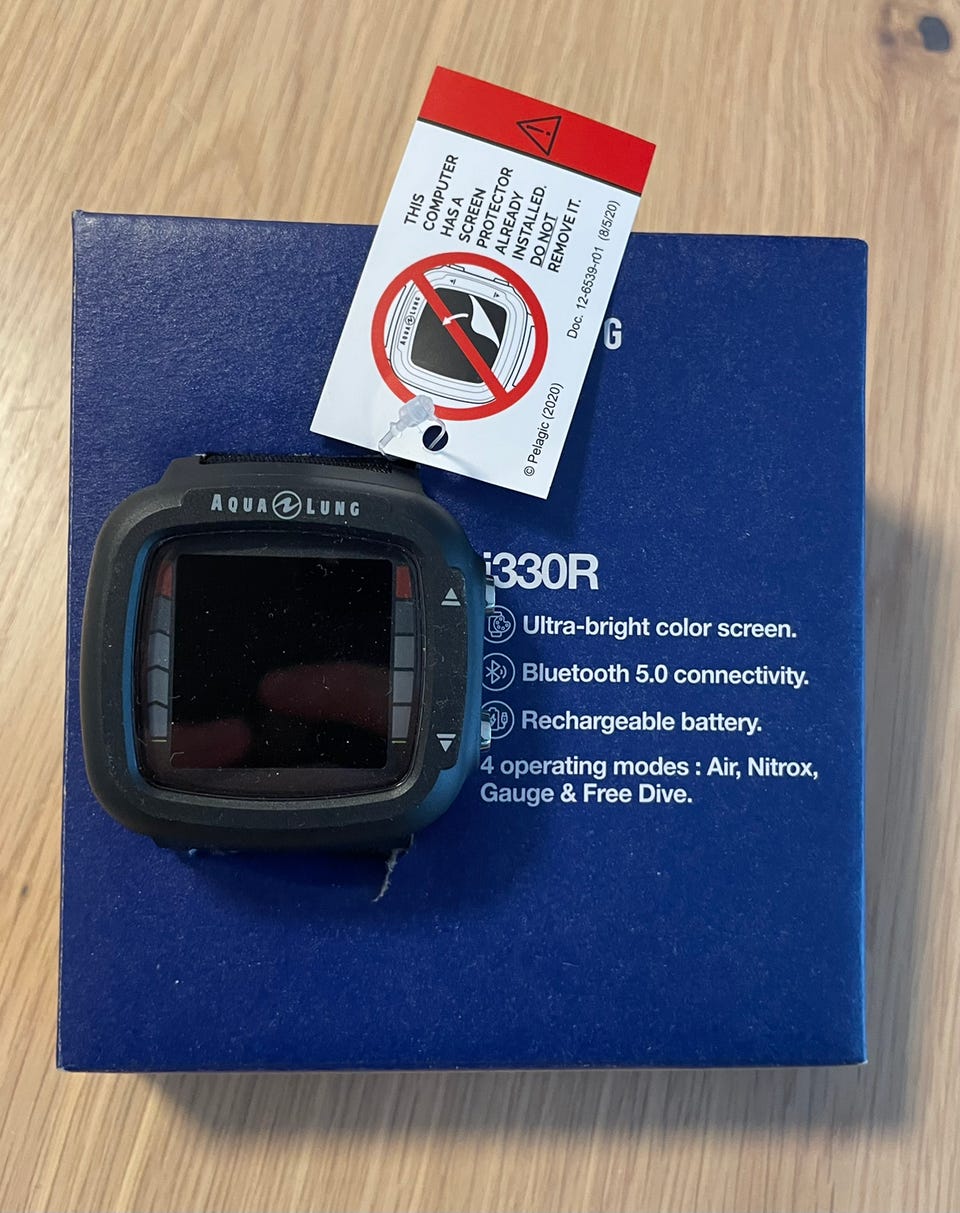 THIS
COMPUTER
HAS A
SCREEN
PROTECTOR
ALREADY
INSTALLED.
DO NOT
REMOVE IT.
AQUA LUNG
© Pelagic (2020)
Doc. 12-6539-r01 (8/5/20)
G
AQUA LUNG
i330R
Ultra-bright color screen.
Bluetooth 5.0 connectivity.
Rechargeable battery.
4 operating modes : Air, Nitrox,
Gauge & Free Dive.